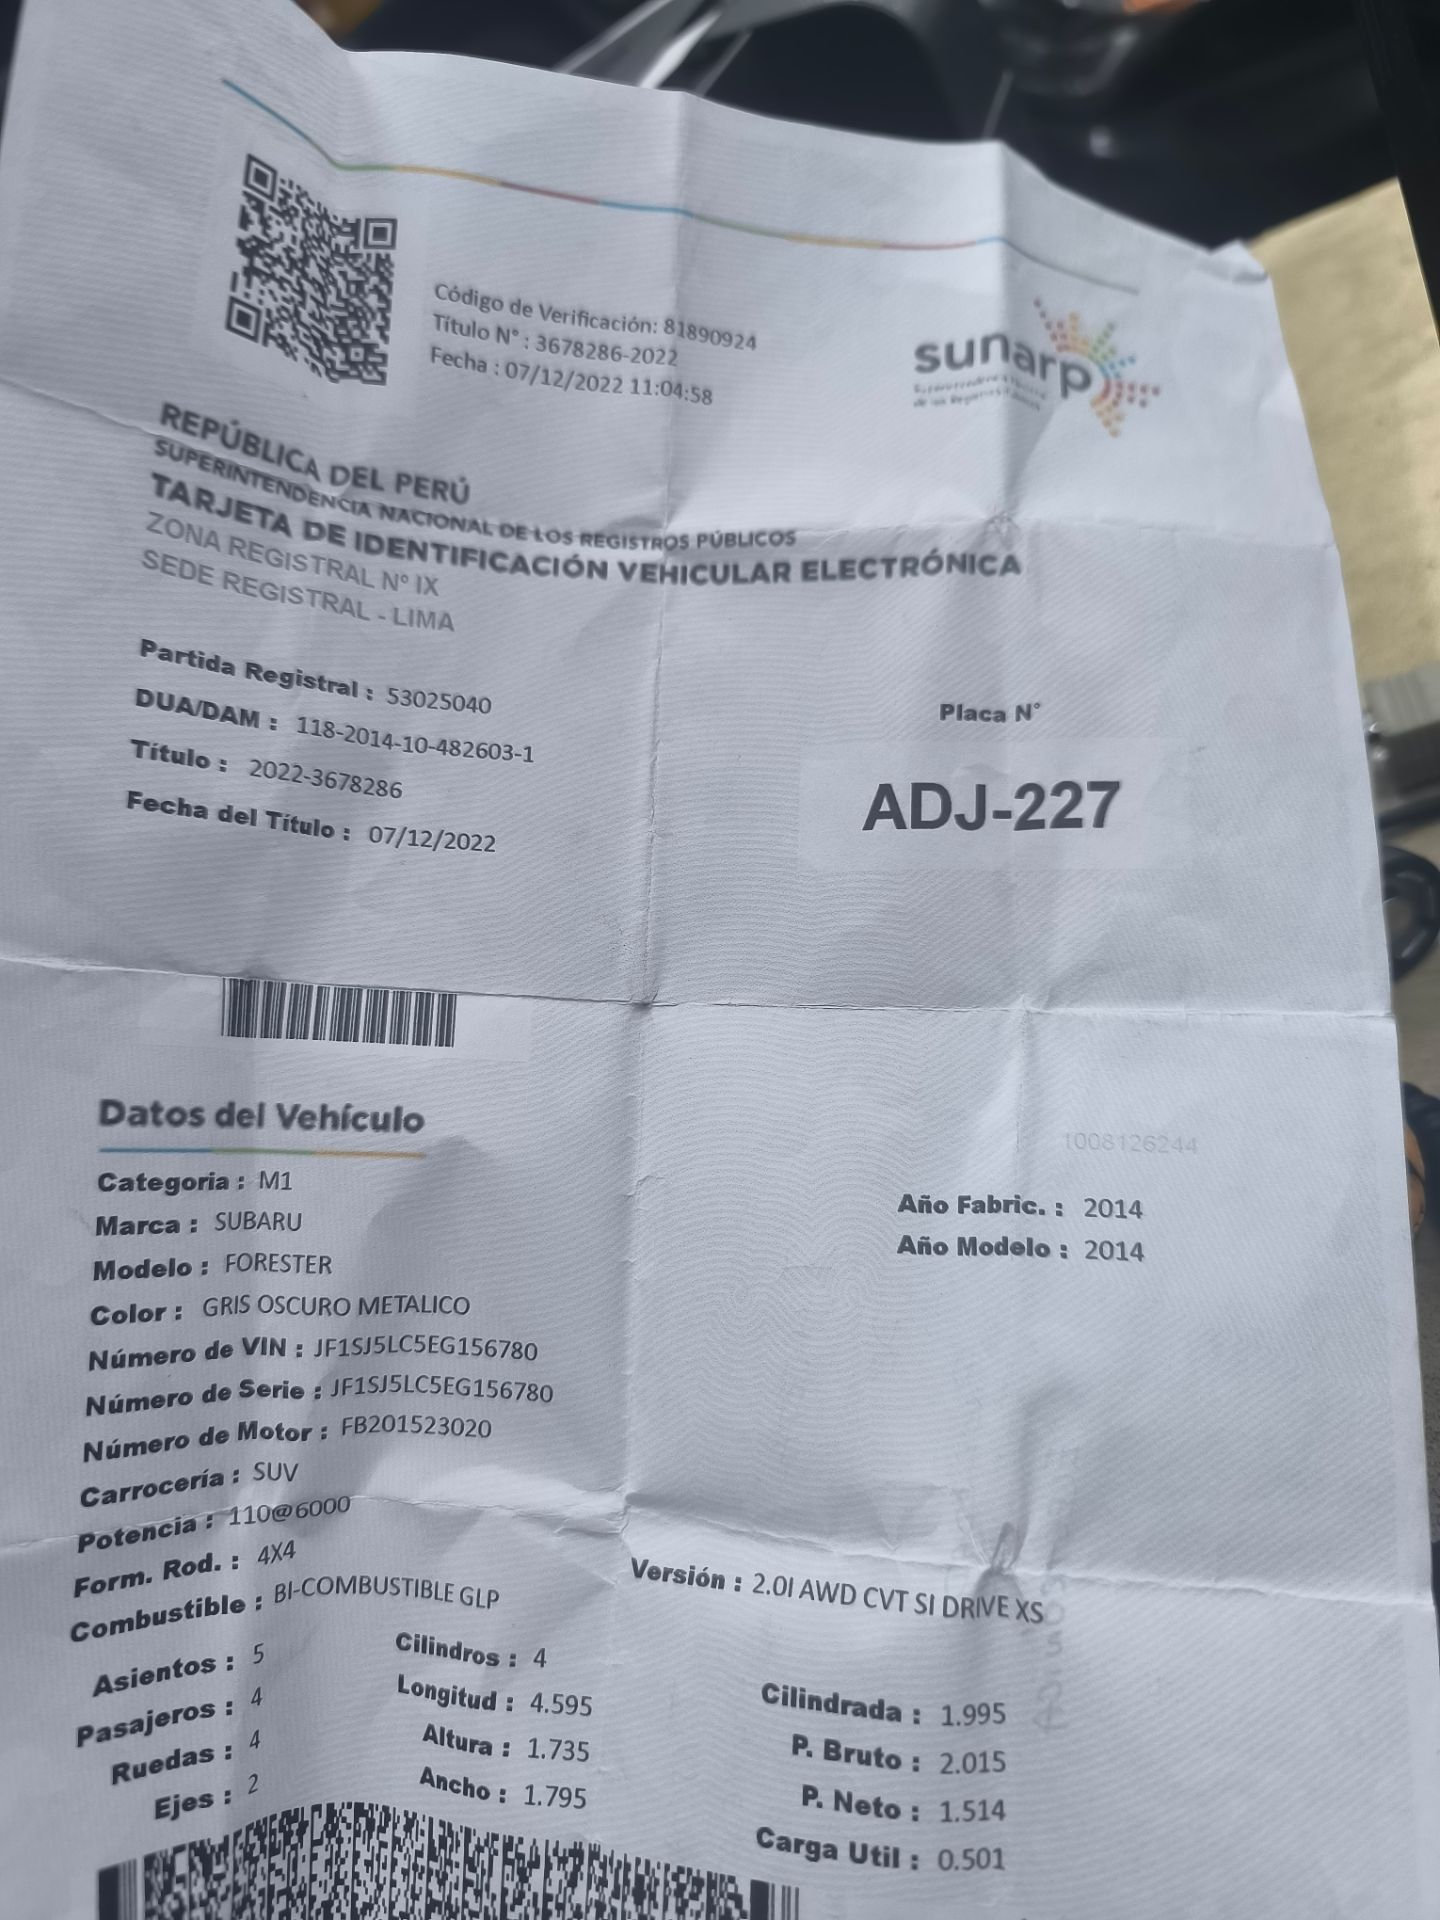 Código de Verificación: 81890924
Título N° : 3678286-2022
Fecha : 07/12/2022 11:04:58
sunarp
REPÚBLICA DEL PERÚ
SUPERINTENDENCIA NACIONAL DE LOS REGISTROS PÚBLICOS
TARJETA DE IDENTIFICACIÓN VEHICULAR ELECTRÓNICA
ZONA REGISTRAL N° IX
SEDE REGISTRAL - LIMA
Partida Registral : 53025040
DUA/DAM : 118-2014-10-482603-1
Título : 2022-3678286
Fecha del Título : 07/12/2022
Placa N°
ADJ-227
Datos del Vehículo
1008126244
Categoria : M1
Marca : SUBARU
Año Fabric. : 2014
Modelo : FORESTER
Año Modelo : 2014
Color : GRIS OSCURO METALICO
Número de VIN : JF1SJ5LC5EG156780
Número de Serie : JF1SJ5LC5EG156780
Número de Motor : FB201523020
Carrocería : SUV
Potencia : 110@6000
Form. Rod. : 4X4
Versión : 2.0I AWD CVT SI DRIVE XS
Combustible : BI-COMBUSTIBLE GLP
Asientos : 5 Cilindros : 4 Cilindrada : 1.995
Pasajeros : 4 Longitud : 4.595 P. Bruto : 2.015
Ruedas : 4 Altura : 1.735 P. Neto : 1.514
Ejes : 2 Ancho : 1.795 Carga Util : 0.501